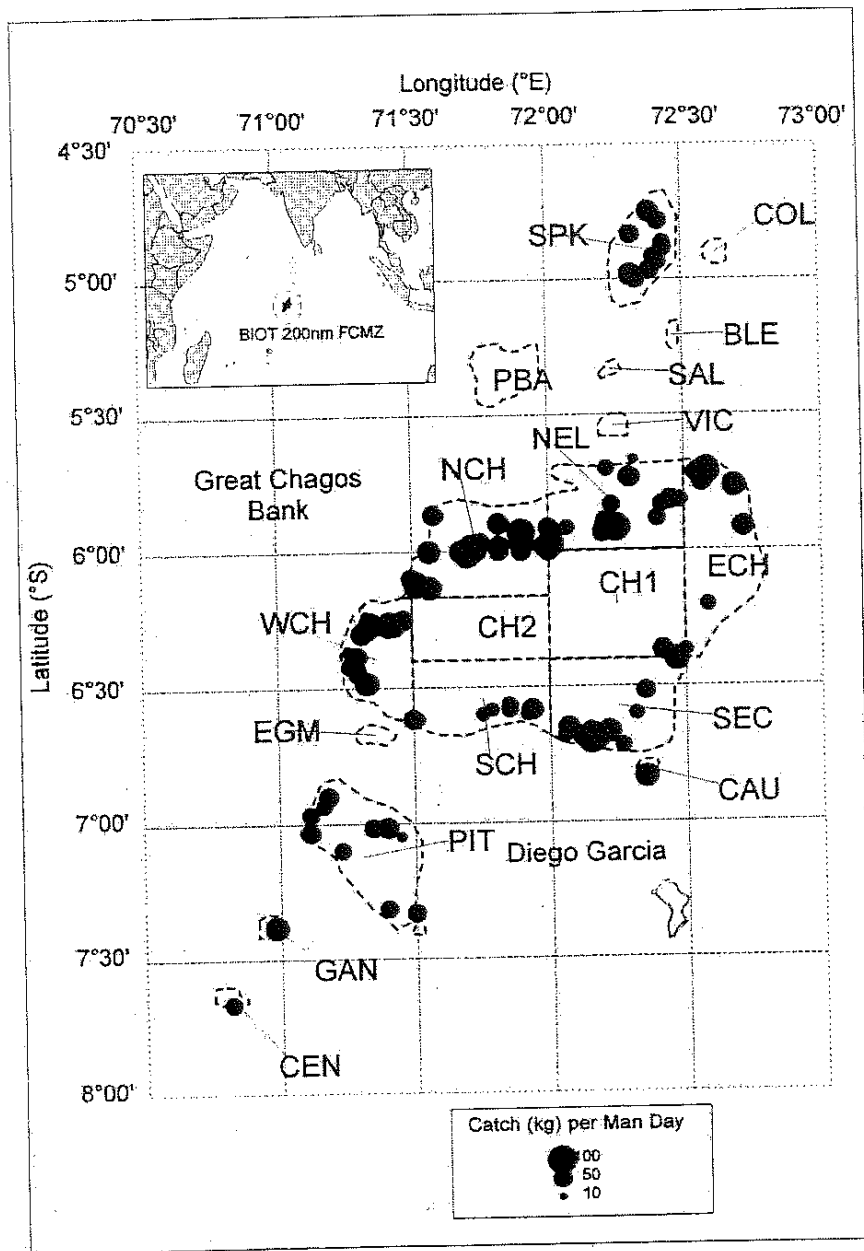 Longitude (°E)
70°30' 71°00' 71°30' 72°00' 72°30' 73°00'
4°30'
SPK
COL
5°00'
BIOT 200nm FCMZ
BLE
PBA
SAL
5°30'
VIC
NEL
NCH
Great Chagos
Bank
6°00'
Latitude (°S)
CH1
ECH
WCH
CH2
6°30'
EGM
SEC
SCH
CAU
7°00'
PIT
Diego Garcia
7°30'
GAN
CEN
8°00'
Catch (kg) per Man Day
100
50
10